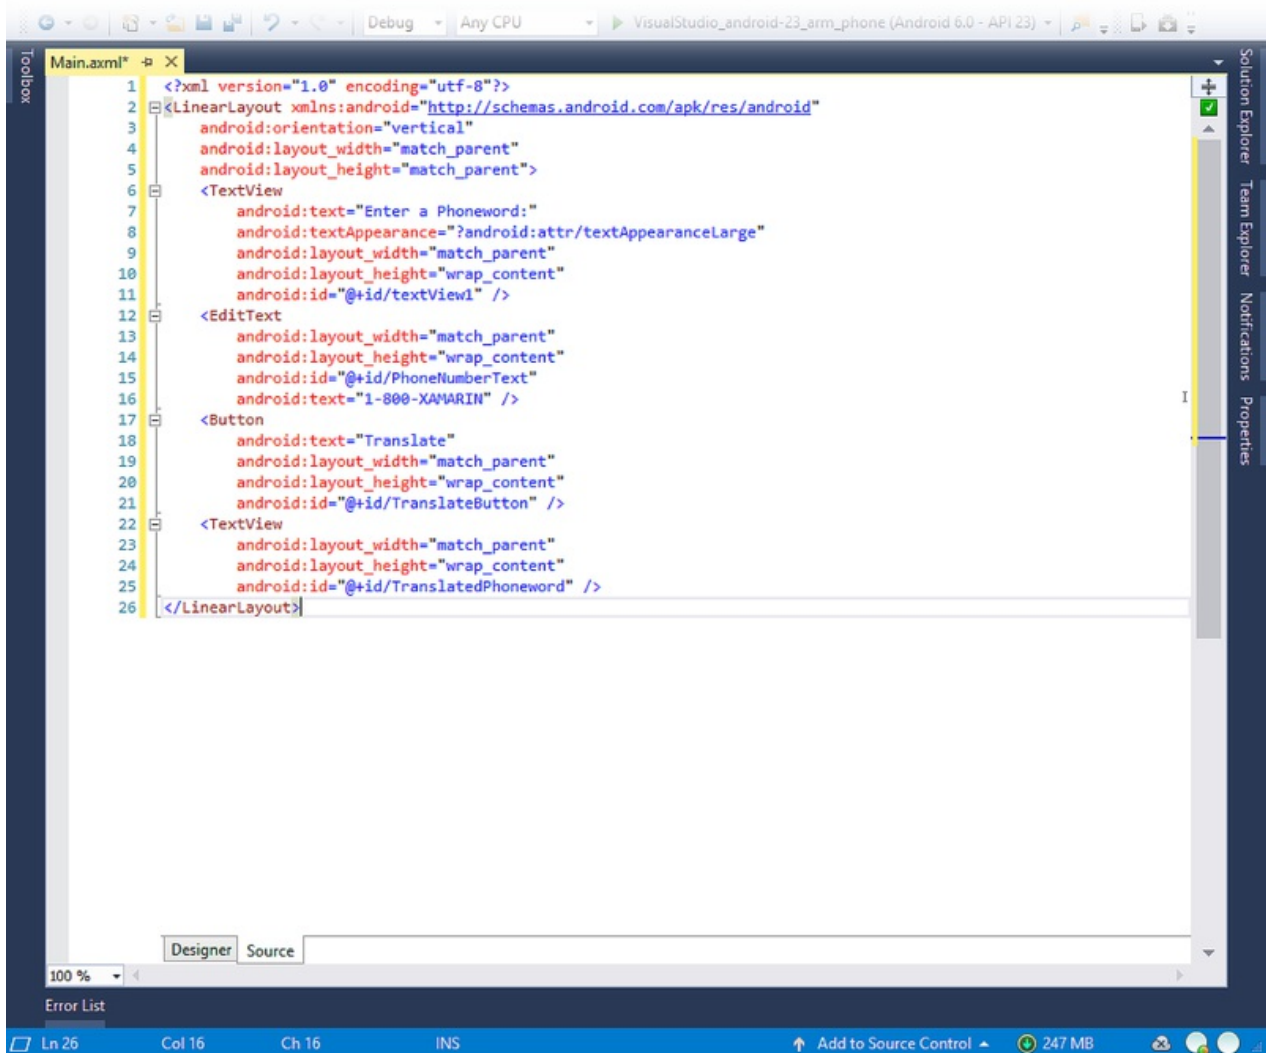 Debug Any CPU VisualStudio_android-23_arm_phone (Android 6.0 - API 23)
Toolbox
Main.axml*
1 <?xml version="1.0" encoding="utf-8"?>
2 <LinearLayout xmlns:android="http://schemas.android.com/apk/res/android"
3 android:orientation="vertical"
4 android:layout_width="match_parent"
5 android:layout_height="match_parent">
6 <TextView
7 android:text="Enter a Phoneword:"
8 android:textAppearance="?android:attr/textAppearanceLarge"
9 android:layout_width="match_parent"
10 android:layout_height="wrap_content"
11 android:id="@+id/textView1" />
12 <EditText
13 android:layout_width="match_parent"
14 android:layout_height="wrap_content"
15 android:id="@+id/PhoneNumberText"
16 android:text="1-800-XAMARIN" />
17 <Button
18 android:text="Translate"
19 android:layout_width="match_parent"
20 android:layout_height="wrap_content"
21 android:id="@+id/TranslateButton" />
22 <TextView
23 android:layout_width="match_parent"
24 android:layout_height="wrap_content"
25 android:id="@+id/TranslatedPhoneword" />
26 </LinearLayout>
Solution Explorer
Team Explorer
Notifications
Properties
Designer Source
100 %
Error List
Ln 26 Col 16 Ch 16 INS Add to Source Control 247 MB